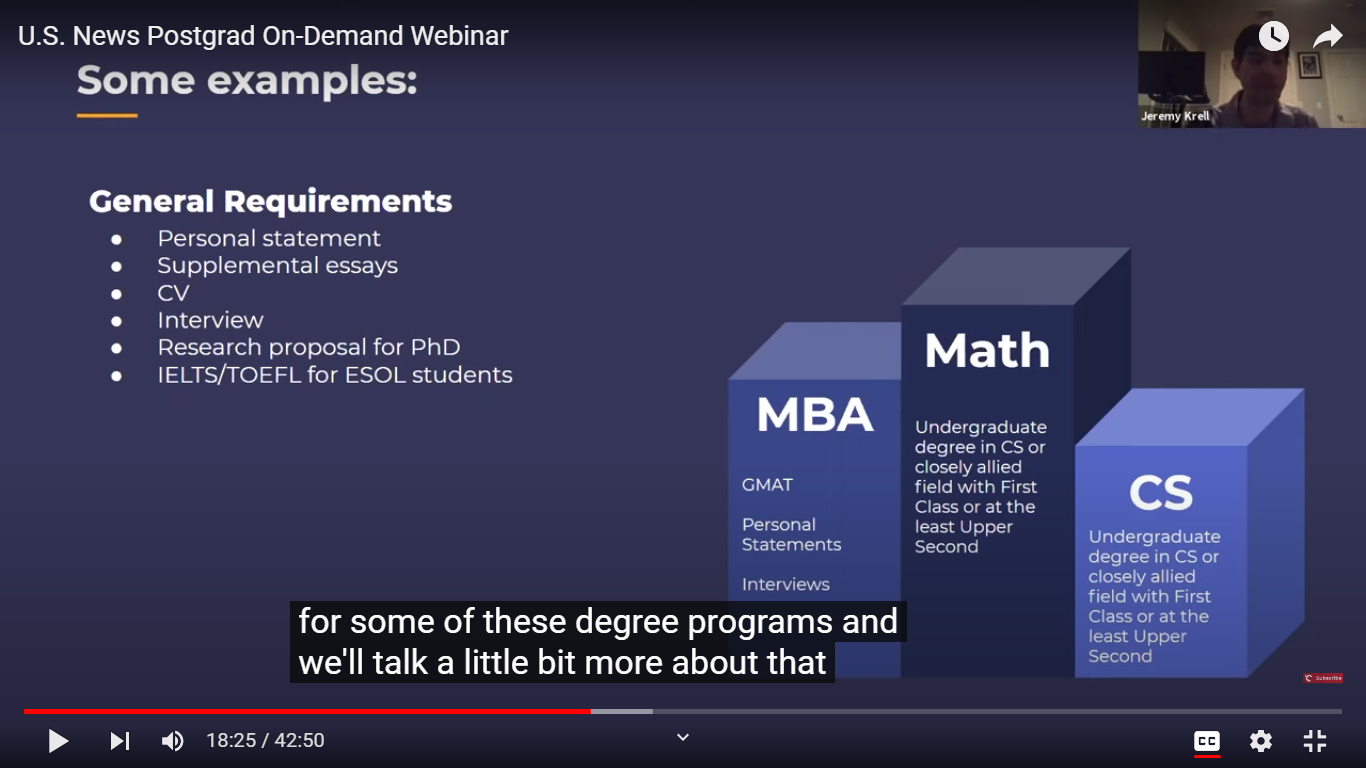 U.S. News Postgrad On-Demand Webinar
Some examples:
Jeremy Krell
General Requirements
● Personal statement
● Supplemental essays
● CV
● Interview
● Research proposal for PhD
● IELTS/TOEFL for ESOL students
MBA
GMAT
Personal
Statements
Interviews
Math
Undergraduate
degree in CS or
closely allied
field with First
Class or at the
least Upper
Second
CS
Undergraduate
degree in CS or
closely allied
field with First
Class or at the
least Upper
Second
for some of these degree programs and
we'll talk a little bit more about that
Subscribe
18:25 / 42:50
CC